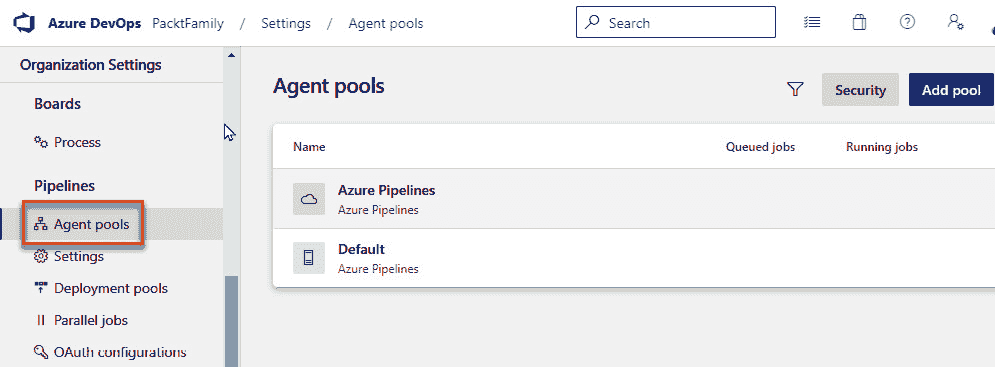 Azure DevOps PacktFamily / Settings / Agent pools
Search
Organization Settings
Boards
Process
Pipelines
Agent pools
Settings
Deployment pools
Parallel jobs
OAuth configurations
Agent pools
Security
Add pool
Name Queued jobs Running jobs
Azure Pipelines
Azure Pipelines
Default
Azure Pipelines